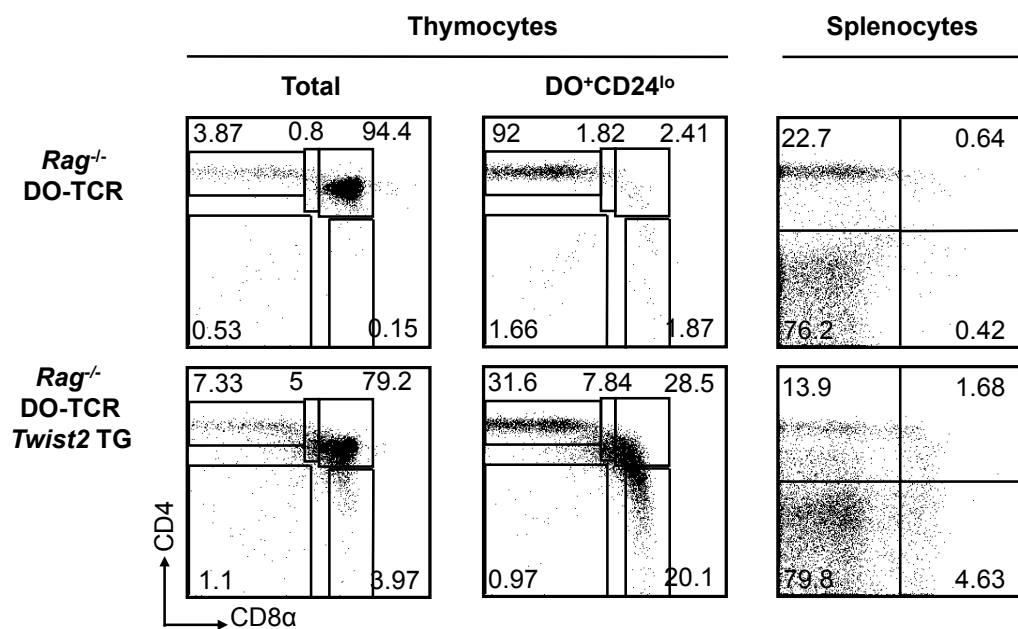 Thymocytes Splenocytes
Total DO⁺CD24ˡᵒ
Rag⁻/⁻
DO-TCR
3.87 0.8 94.4
0.53 0.15
92 1.82 2.41
1.66 1.87
22.7 0.64
76.2 0.42
Rag⁻/⁻
DO-TCR
Twist2 TG
7.33 5 79.2
1.1 3.97
31.6 7.84 28.5
0.97 20.1
13.9 1.68
79.8 4.63
CD4
CD8α